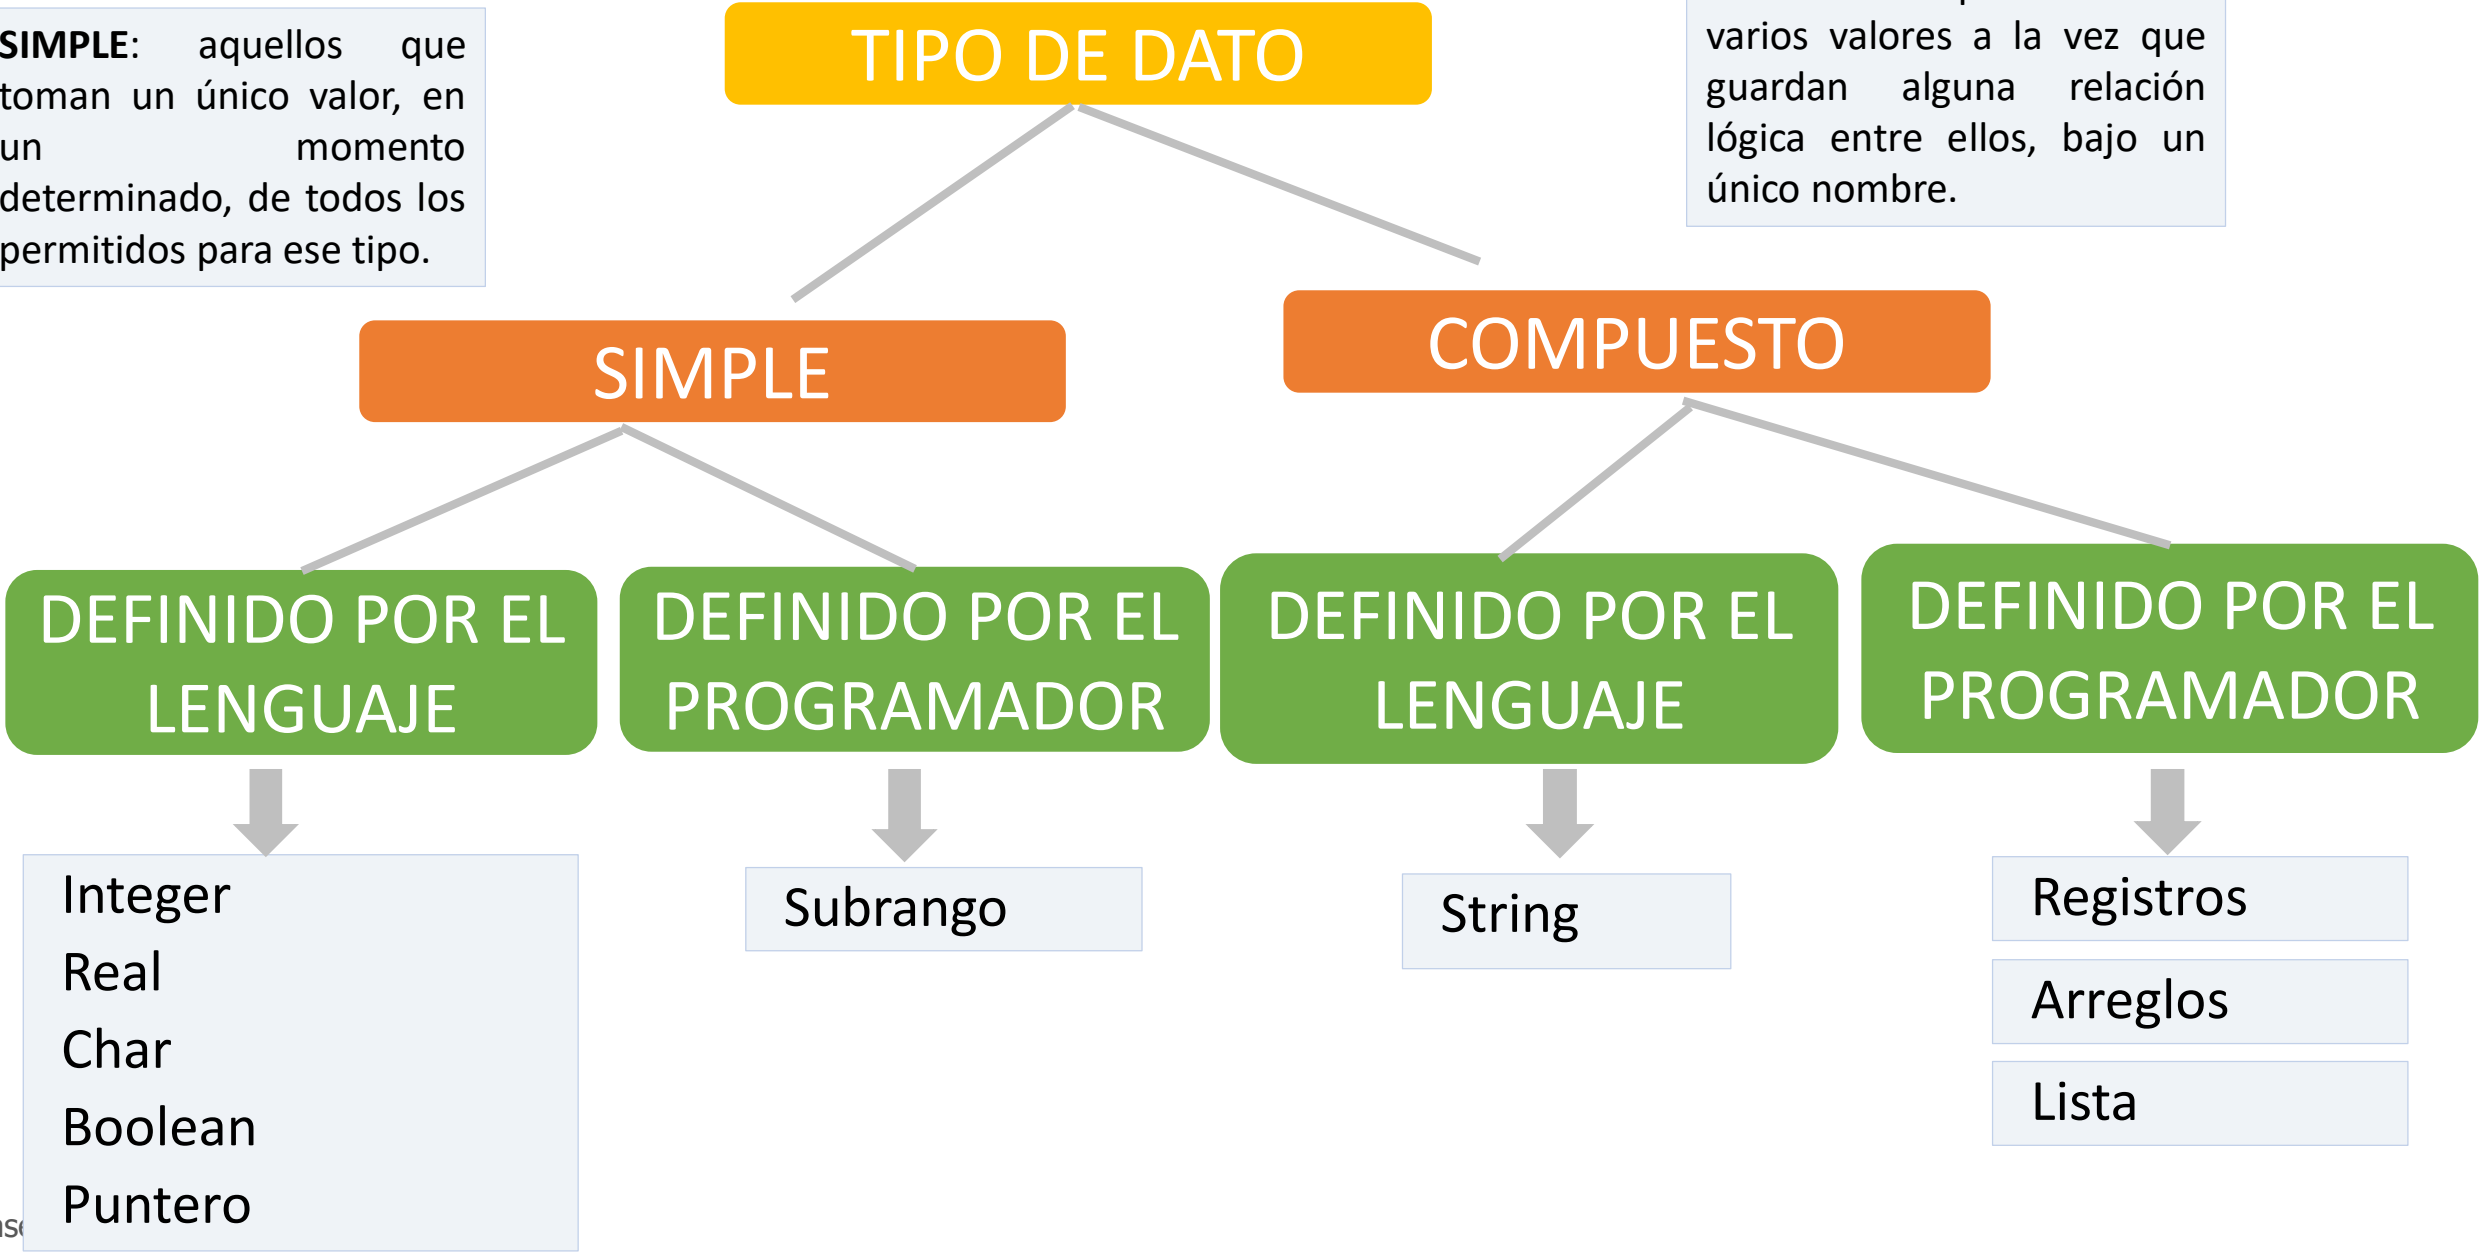 SIMPLE: aquellos que
toman un único valor, en
un momento
determinado, de todos los
permitidos para ese tipo.
TIPO DE DATO
varios valores a la vez que
guardan alguna relación
lógica entre ellos, bajo un
único nombre.
SIMPLE
COMPUESTO
DEFINIDO POR EL
LENGUAJE
DEFINIDO POR EL
PROGRAMADOR
DEFINIDO POR EL
LENGUAJE
DEFINIDO POR EL
PROGRAMADOR
Integer
Real
Char
Boolean
Puntero
Subrango
String
Registros
Arreglos
Lista